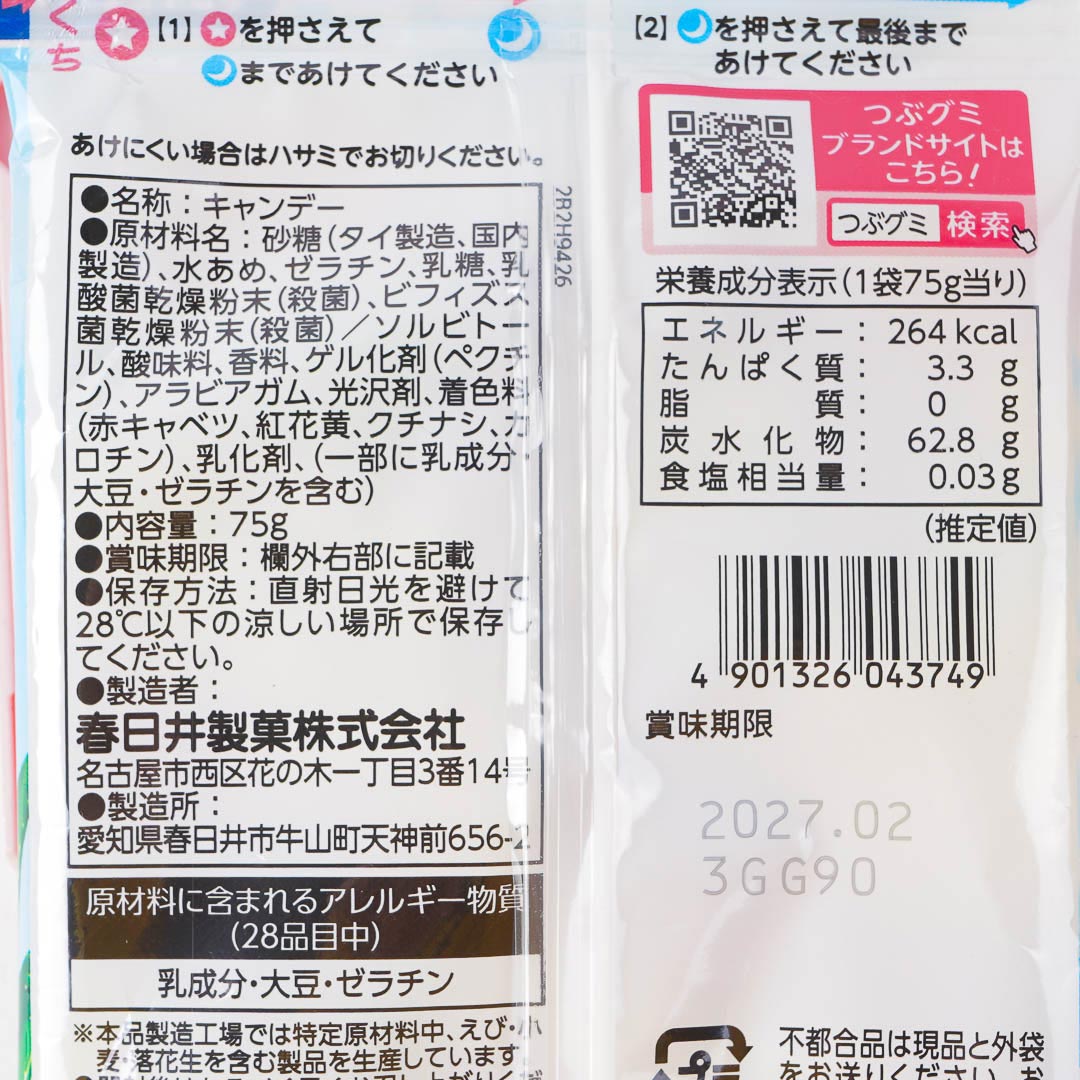 くち
【1】★を押さえて
までであけてください
あけにくい場合はハサミでお切りください。
●名称：キャンデー
●原材料名：砂糖（タイ製造、国内
製造）、水あめ、ゼラチン、乳糖、乳
酸菌乾燥粉末（殺菌）、ビフィズス
菌乾燥粉末（殺菌）／ソルビトー
ル、酸味料、香料、ゲル化剤（ペクチ
ン）、アラビアガム、光沢剤、着色料
（赤キャベツ、紅花黄、クチナシ、カ
ロチン）、乳化剤、（一部に乳成分・
大豆・ゼラチンを含む）
●内容量：75g
●賞味期限：欄外右部に記載
●保存方法：直射日光を避けて
28℃以下の涼しい場所で保存し
てください。
●製造者：
春日井製菓株式会社
名古屋市西区花の木一丁目3番14号
●製造所：
愛知県春日井市牛山町天神前656-2
原材料に含まれるアレルギー物質
（28品目中）
乳成分・大豆・ゼラチン
※本品製造工場では特定原材料中、えび・小
麦・落花生を含む製品を生産しています。
2R2H9426
【2】を押さえて最後まで
あけてください
つぶグミ
ブランドサイトは
こちら！
つぶグミ 検索
栄養成分表示（1袋75g当り）
エネルギー： 264kcal
たんぱく質： 3.3 g
脂質： 0 g
炭水化物： 62.8 g
食塩相当量： 0.03g
（推定値）
4 901326 043749
賞味期限
2027.02
3GG90
不都合品は現品と外袋
をお送りください。お